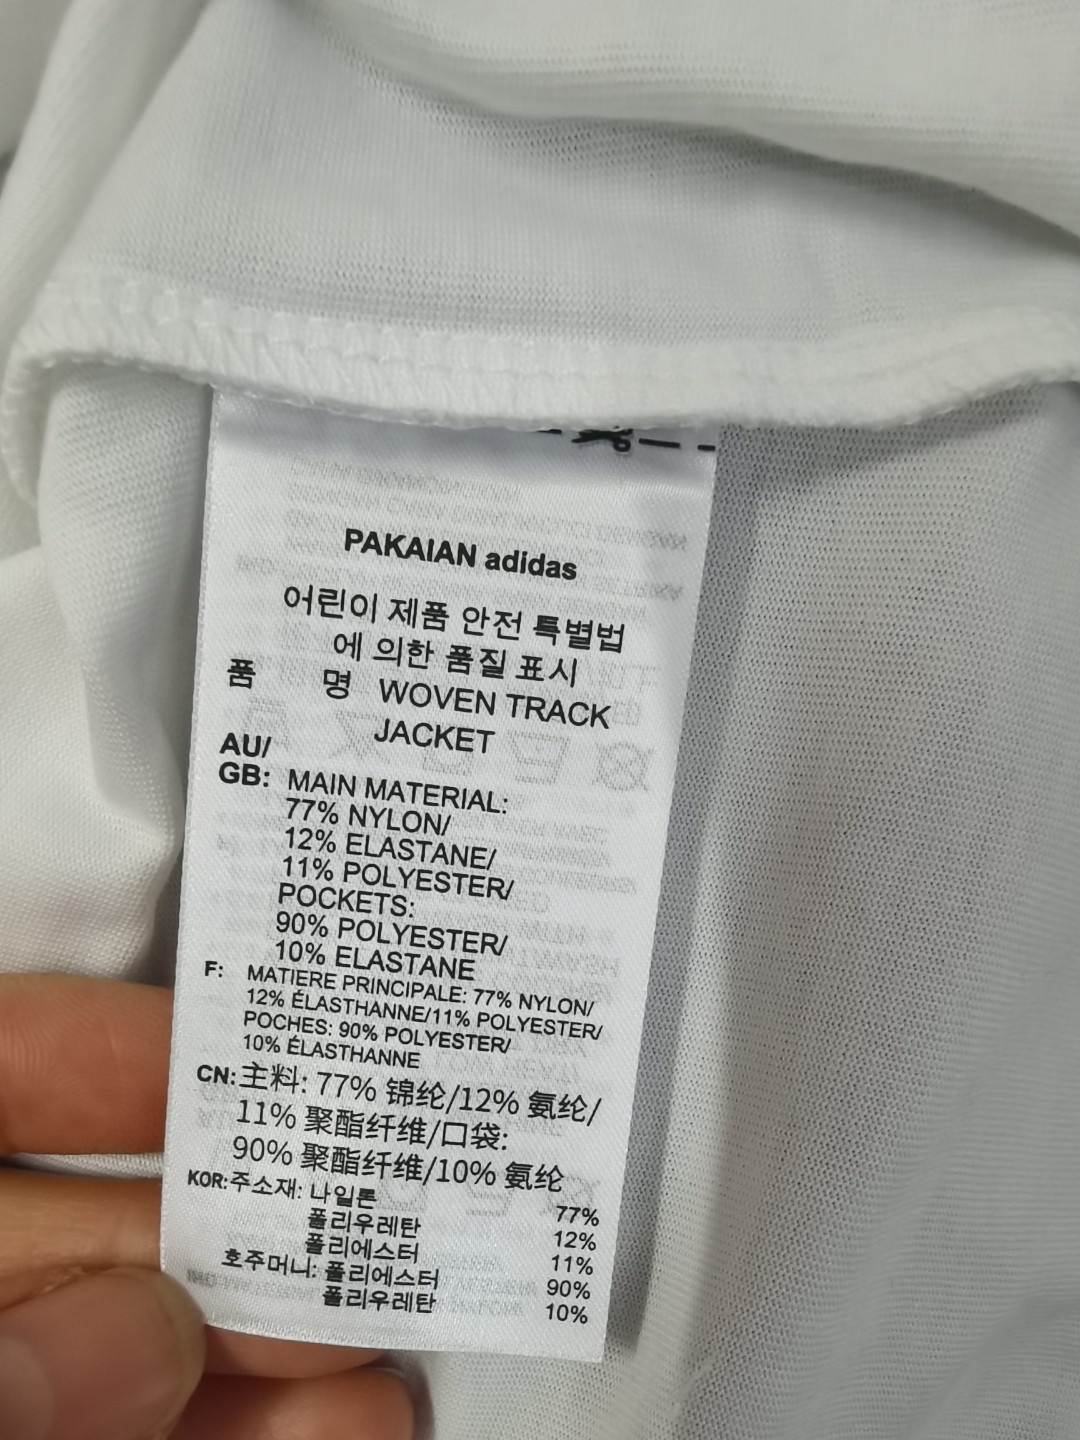 PAKAIAN adidas
어린이 제품 안전 특별법
에 의한 품질 표시
품 명 WOVEN TRACK
JACKET
AU/
GB: MAIN MATERIAL:
77% NYLON/
12% ELASTANE/
11% POLYESTER/
POCKETS:
90% POLYESTER/
10% ELASTANE
F: MATIERE PRINCIPALE: 77% NYLON/
12% ÉLASTHANNE/11% POLYESTER/
POCHES: 90% POLYESTER/
10% ÉLASTHANNE
CN: 主料: 77% 锦纶/12% 氨纶/
11% 聚酯纤维/口袋:
90% 聚酯纤维/10% 氨纶
KOR: 주소재: 나일론 77%
폴리우레탄 12%
폴리에스터 11%
호주머니: 폴리에스터 90%
폴리우레탄 10%